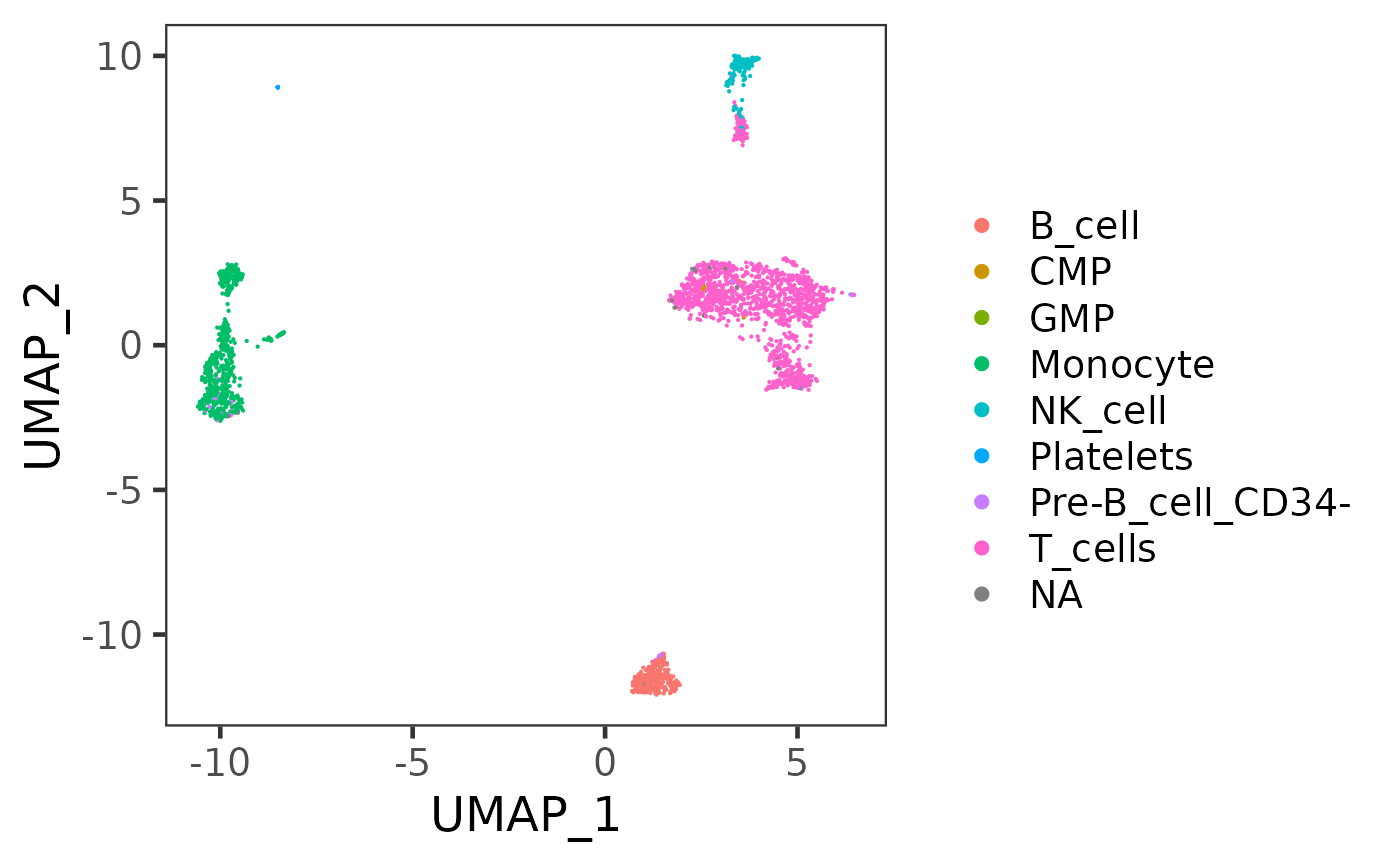 10
5
0
-5
-10
UMAP_2
-10
-5
0
5
UMAP_1
B_cell
CMP
GMP
Monocyte
NK_cell
Platelets
Pre-B_cell_CD34-
T_cells
NA